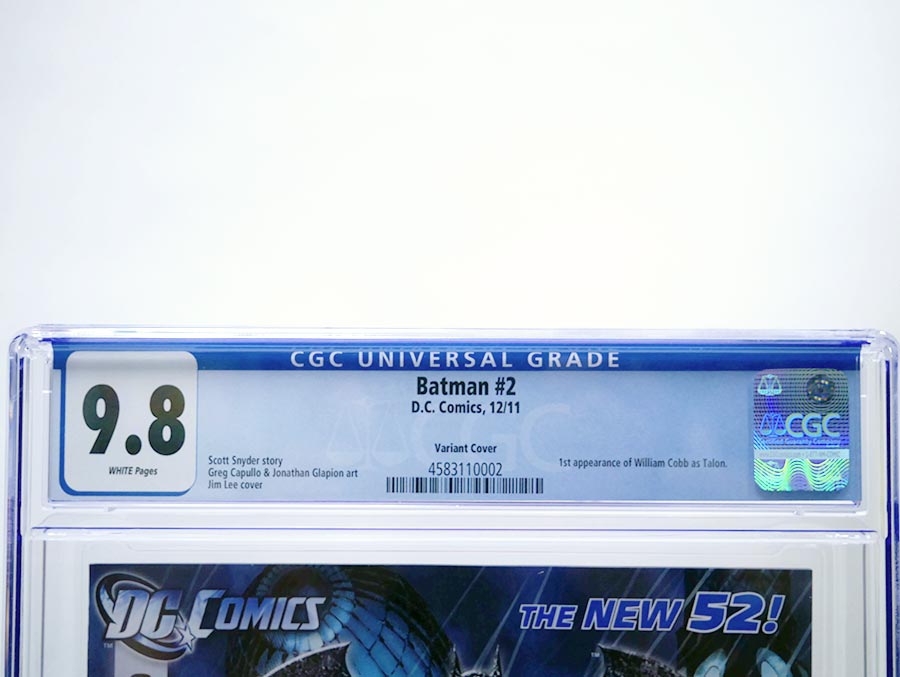 CGC UNIVERSAL GRADE
9.8
WHITE Pages
Batman #2
D.C. Comics, 12/11
Variant Cover
4583110002
Scott Snyder story
Greg Capullo & Jonathan Glapion art
Jim Lee cover
1st appearance of William Cobb as Talon.
CGC
DC COMICS
THE NEW 52!